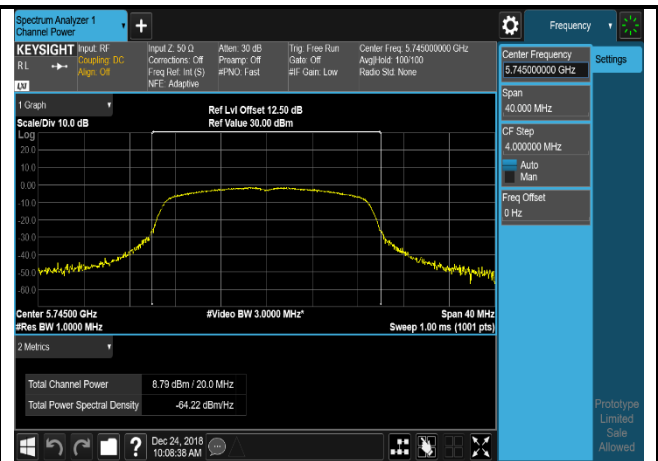 Spectrum Analyzer 1
Channel Power
Frequency
KEYSIGHT
RL
Input: RF
Coupling: DC
Align: Off
Input Z: 50 Ω
Corrections: Off
Freq Ref: Int (S)
NFE: Adaptive
Atten: 30 dB
Preamp: Off
#PNO: Fast
Trig: Free Run
Gate: Off
#IF Gain: Low
Center Freq: 5.745000000 GHz
Avg|Hold: 100/100
Radio Std: None
Center Frequency
5.745000000 GHz
Settings
Span
40.000 MHz
CF Step
4.000000 MHz
Auto
Man
Freq Offset
0 Hz
1 Graph
Scale/Div 10.0 dB
Ref Lvl Offset 12.50 dB
Ref Value 30.00 dBm
Log
20.0
10.0
0.00
-10.0
-20.0
-30.0
-40.0
-50.0
-60.0
Center 5.74500 GHz
#Res BW 1.0000 MHz
#Video BW 3.0000 MHz*
Span 40 MHz
Sweep 1.00 ms (1001 pts)
2 Metrics
Total Channel Power 8.79 dBm / 20.0 MHz
Total Power Spectral Density -64.22 dBm/Hz
Prototype
Limited
Sale
Allowed
?
Dec 24, 2018
10:08:38 AM